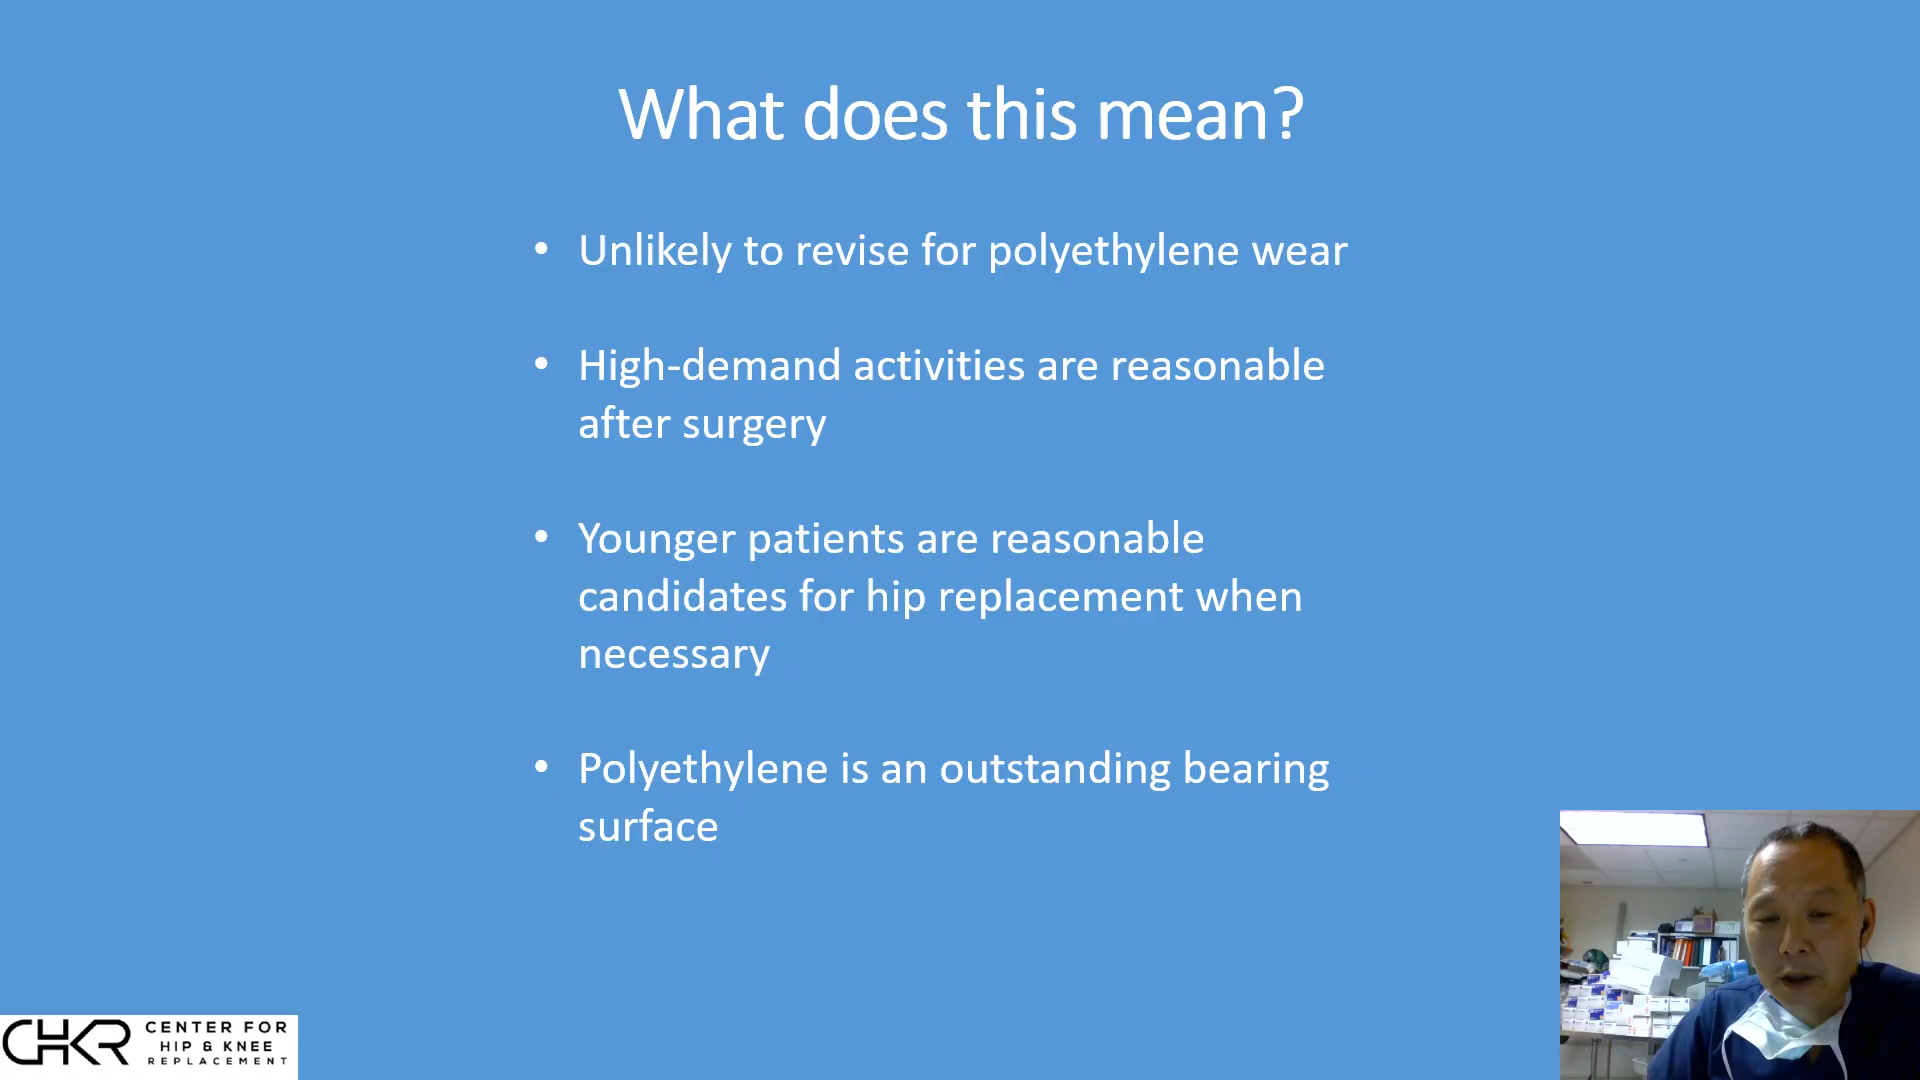 What does this mean?
• Unlikely to revise for polyethylene wear
• High-demand activities are reasonable
after surgery
• Younger patients are reasonable
candidates for hip replacement when
necessary
• Polyethylene is an outstanding bearing
surface
CHKR
CENTER FOR
HIP & KNEE
REPLACEMENT